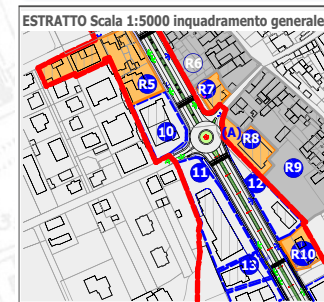 ESTRATTO Scala 1:5000 inquadramento generale
R6
R5
R7
10
A
R8
11
R9
12
R10
13